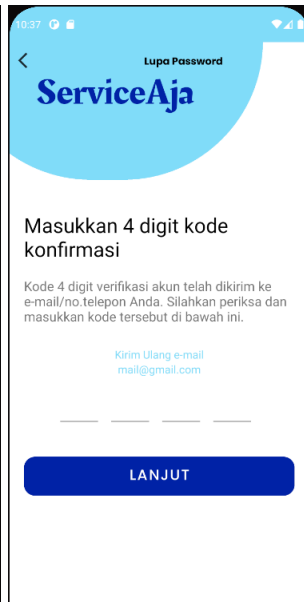 10:37
Lupa Password
ServiceAja
Masukkan 4 digit kode
konfirmasi
Kode 4 digit verifikasi akun telah dikirim ke
e-mail/no.telepon Anda. Silahkan periksa dan
masukkan kode tersebut di bawah ini.
Kirim Ulang e-mail
mail@gmail.com
LANJUT